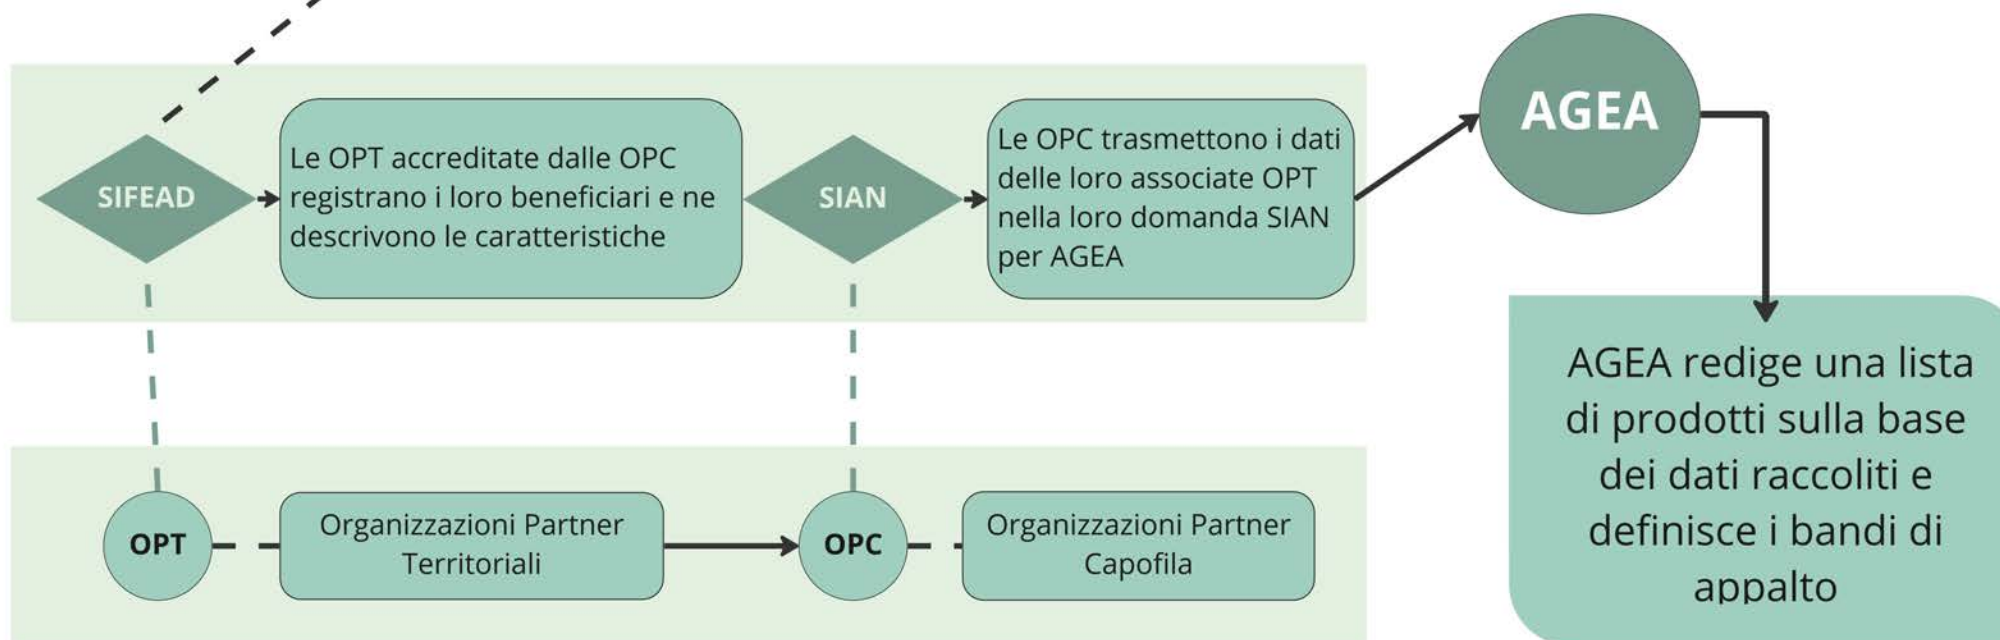 SIFEAD
Le OPT accreditate dalle OPC
registrano i loro beneficiari e ne
descrivono le caratteristiche
SIAN
Le OPC trasmettono i dati
delle loro associate OPT
nella loro domanda SIAN
per AGEA
AGEA
AGEA redige una lista
di prodotti sulla base
dei dati raccoliti e
definisce i bandi di
appalto
OPT
Organizzazioni Partner
Territoriali
OPC
Organizzazioni Partner
Capofila